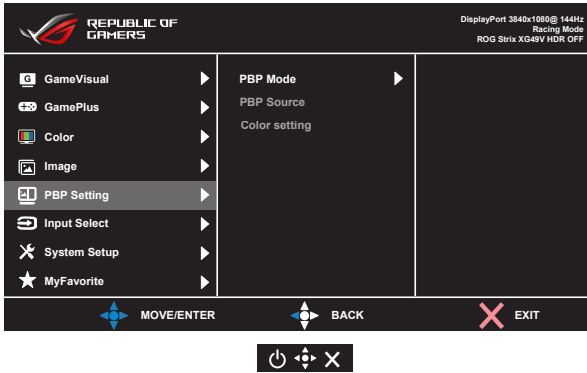 REPUBLIC OF
GAMERS
DisplayPort 3840x1080@ 144Hz
Racing Mode
ROG Strix XG49V HDR OFF
G GameVisual
GamePlus
Color
Image
PBP Setting
Input Select
System Setup
MyFavorite
PBP Mode
PBP Source
Color setting
MOVE/ENTER
BACK
EXIT